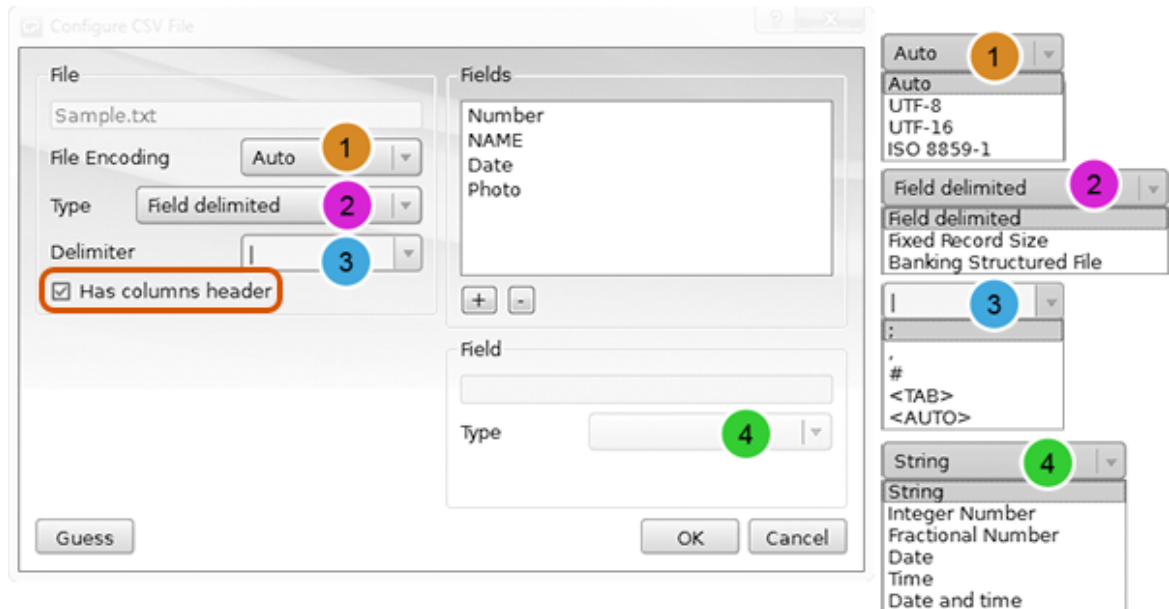 Configure CSV File
File
Sample.txt
File Encoding
Auto
1
Type
Field delimited
2
Delimiter
|
3
Has columns header
Fields
Number
NAME
Date
Photo
+
-
Field
Type
4
Guess
OK
Cancel
Auto
1
Auto
UTF-8
UTF-16
ISO 8859-1
Field delimited
2
Field delimited
Fixed Record Size
Banking Structured File
|
3
;
,
#
<TAB>
<AUTO>
String
4
String
Integer Number
Fractional Number
Date
Time
Date and time